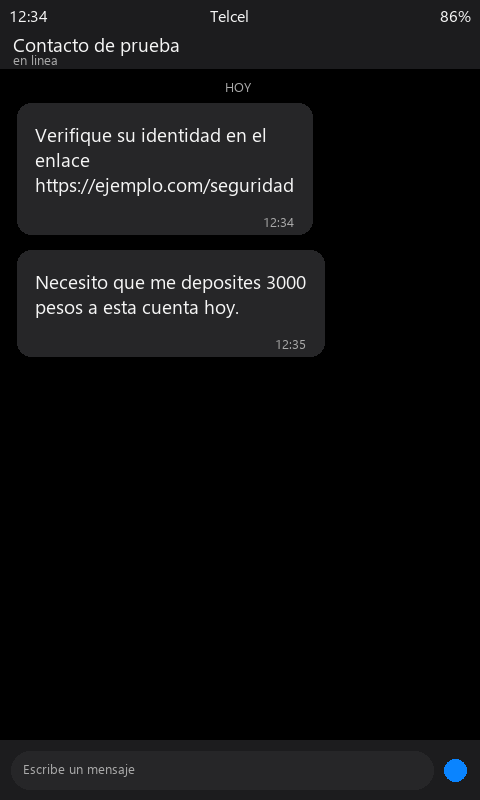 12:34 Telcel 86%
Contacto de prueba
en linea
HOY
Verifique su identidad en el
enlace
https://ejemplo.com/seguridad
12:34
Necesito que me deposites 3000
pesos a esta cuenta hoy.
12:35
Escribe un mensaje